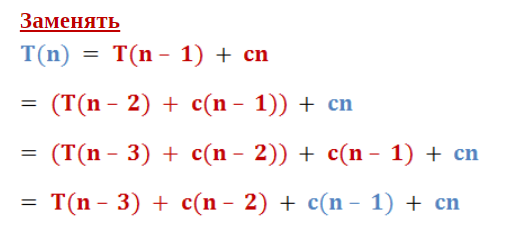 Заменять
T(n) = T(n – 1) + cn
= (T(n – 2) + c(n – 1)) + cn
= (T(n – 3) + c(n – 2)) + c(n – 1) + cn
= T(n – 3) + c(n – 2) + c(n – 1) + cn